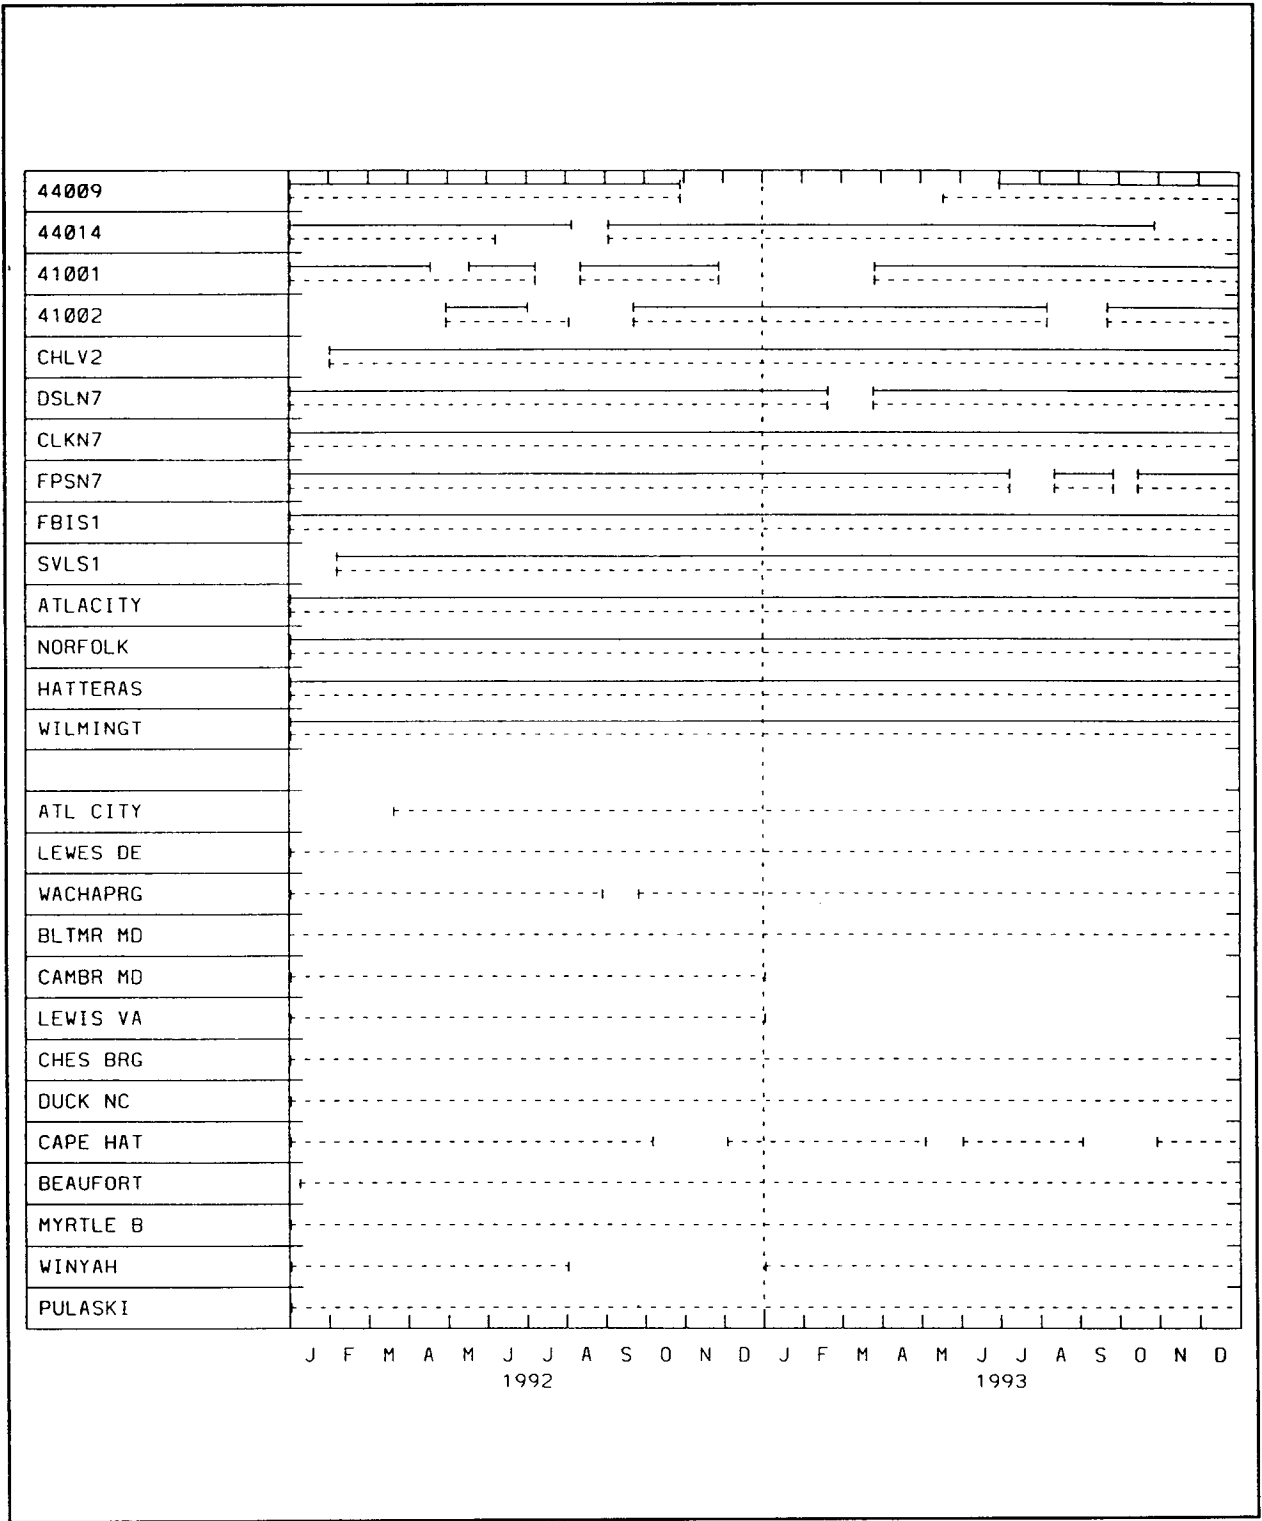 44009
44014
41001
41002
CHLV2
DSLN7
CLKN7
FPSN7
FBIS1
SVLS1
ATLACITY
NORFOLK
HATTERAS
WILMINGT
ATL CITY
LEWES DE
WACHAPRG
BLTMR MD
CAMBR MD
LEWIS VA
CHES BRG
DUCK NC
CAPE HAT
BEAUFORT
MYRTLE B
WINYAH
PULASKI
J F M A M J J A S O N D J F M A M J J A S O N D
1992 1993